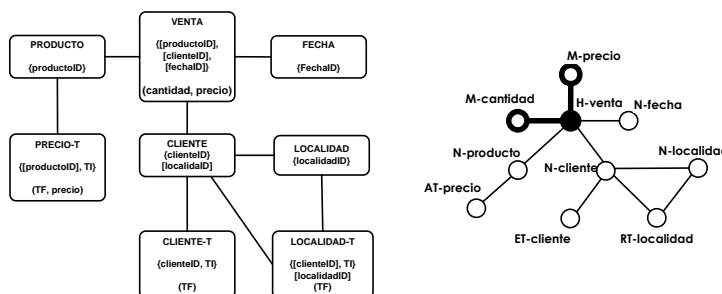 VENTA
{[productoID],
[clienteID],
[fechaID]}
(cantidad, precio)
PRODUCTO
{productoID}
FECHA
{FechaID}
PRECIO-T
{[productoID], TI}
(TF, precio)
CLIENTE
{clienteID}
[localidaID]
LOCALIDAD
{localidadID}
CLIENTE-T
{clienteID, TI}
(TF)
LOCALIDAD-T
{[clienteID], TI}
[localidadID]
(TF)
M-precio
M-cantidad
H-venta
N-fecha
N-producto
N-cliente
N-localidad
AT-precio
ET-cliente
RT-localidad